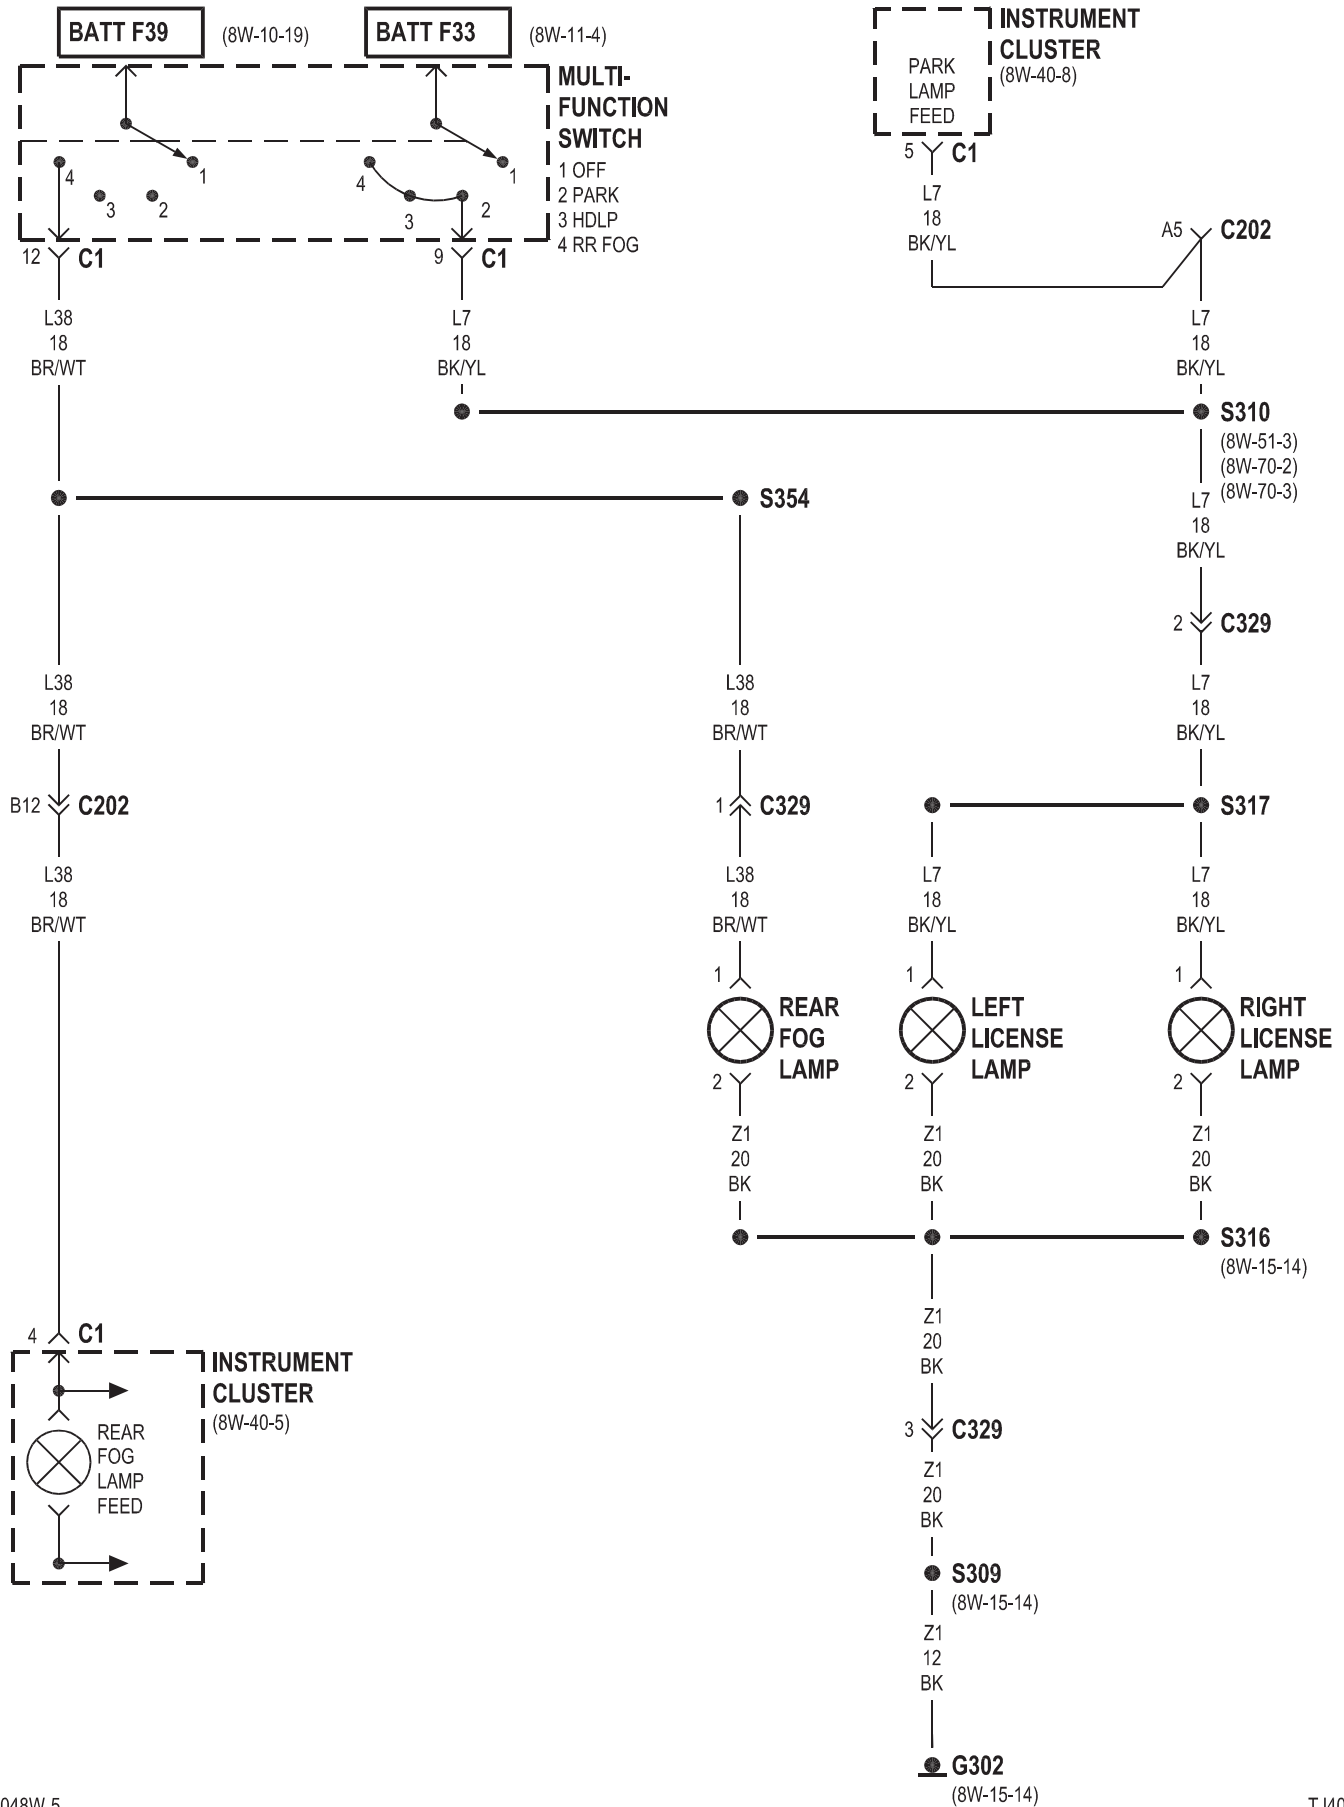 BATT F39
(8W-10-19)
BATT F33
(8W-11-4)
INSTRUMENT
CLUSTER
(8W-40-8)
PARK
LAMP
FEED
MULTI-
FUNCTION
SWITCH
1 OFF
2 PARK
3 HDLP
4 RR FOG
4
3
2
1
4
3
2
1
5
C1
L7
18
BK/YL
A5
C202
12
C1
9
C1
L38
18
BR/WT
L7
18
BK/YL
L7
18
BK/YL
S310
(8W-51-3)
(8W-70-2)
(8W-70-3)
S354
L7
18
BK/YL
2
C329
L38
18
BR/WT
L38
18
BR/WT
L7
18
BK/YL
B12
C202
1
C329
S317
L38
18
BR/WT
L38
18
BR/WT
L7
18
BK/YL
L7
18
BK/YL
1
REAR
FOG
LAMP
2
1
LEFT
LICENSE
LAMP
2
1
RIGHT
LICENSE
LAMP
2
Z1
20
BK
Z1
20
BK
Z1
20
BK
S316
(8W-15-14)
Z1
20
BK
4
C1
INSTRUMENT
CLUSTER
(8W-40-5)
REAR
FOG
LAMP
FEED
3
C329
Z1
20
BK
S309
(8W-15-14)
Z1
12
BK
G302
(8W-15-14)